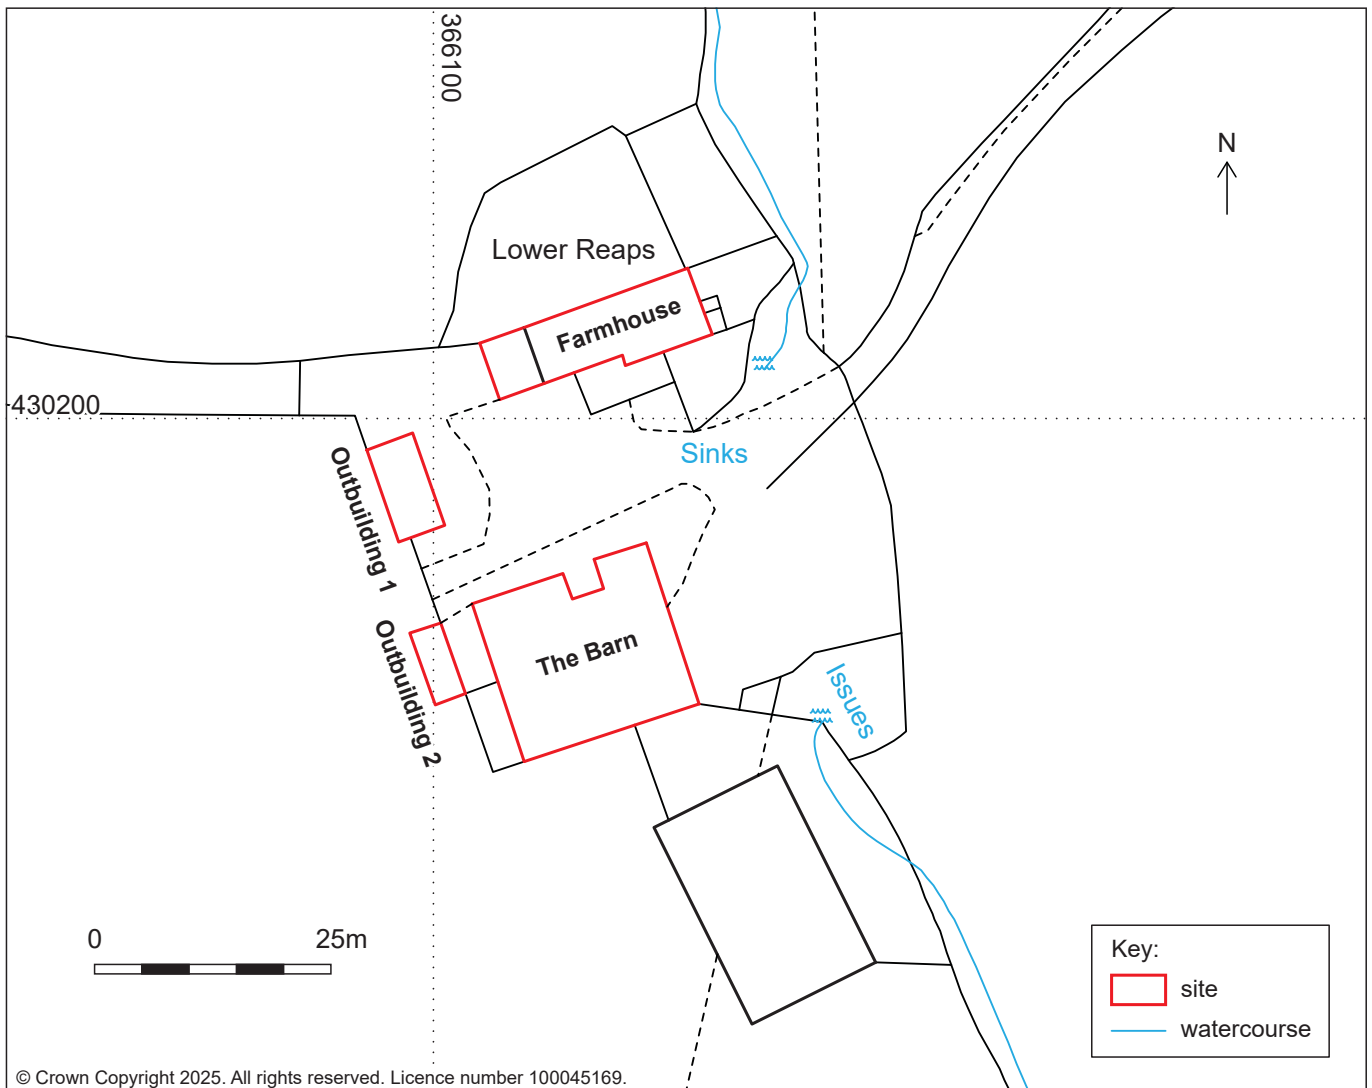 366100
N
Lower Reaps
Farmhouse
430200
Sinks
Outbuilding 1
Outbuilding 2
The Barn
Issues
0 25m
Key:
site
watercourse
© Crown Copyright 2025. All rights reserved. Licence number 100045169.